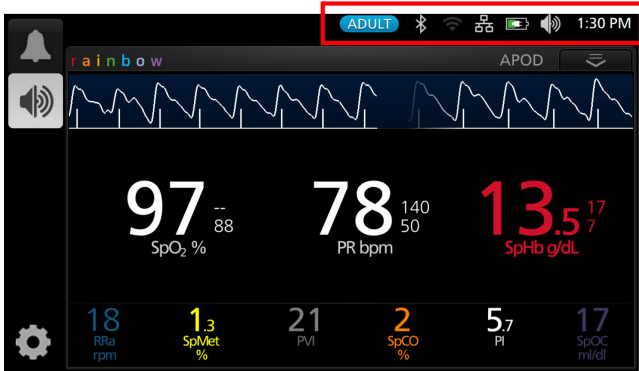 ADULT 1:30 PM
rainbow APOD
97 -- 88 78 140 50 13.5 17 7
SpO₂ % PR bpm SpHb g/dL
18 1.3 21 2 5.7 17
RRa SpMet PVI SpCO PI SpOC
rpm % % ml/dl